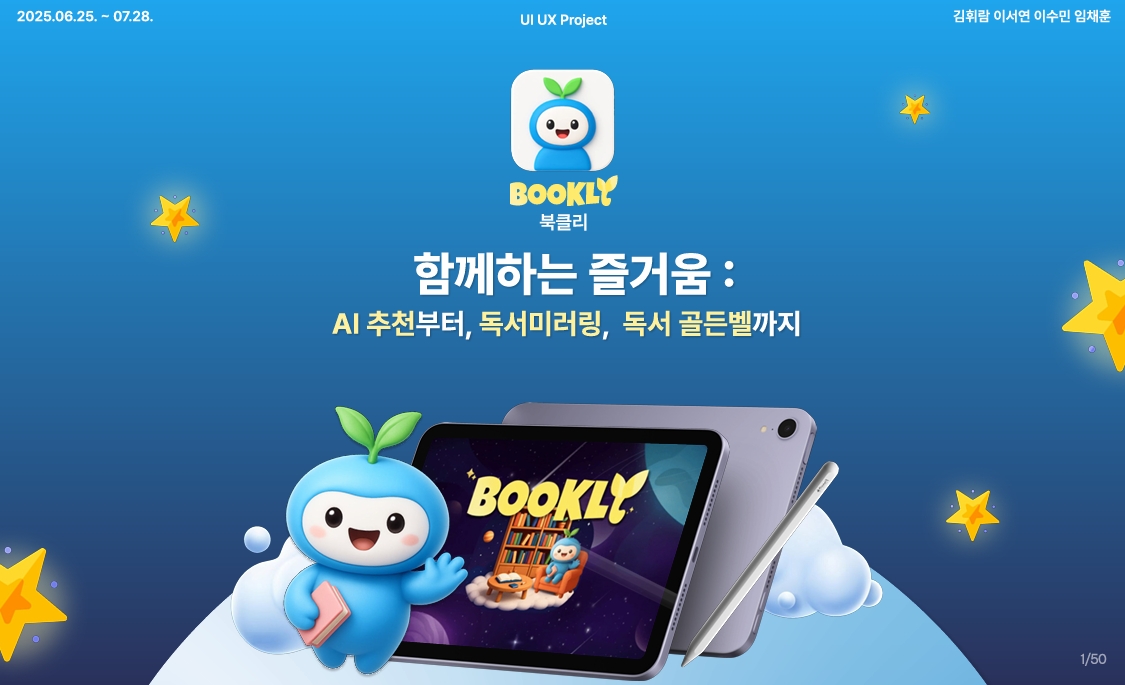 2025.06.25. ~ 07.28.
UI UX Project
김휘람 이서연 이수민 임채훈
BOOKLY
북클리
함께하는 즐거움 :
AI 추천부터, 독서미러링, 독서 골든벨까지
BOOKLY
1/50